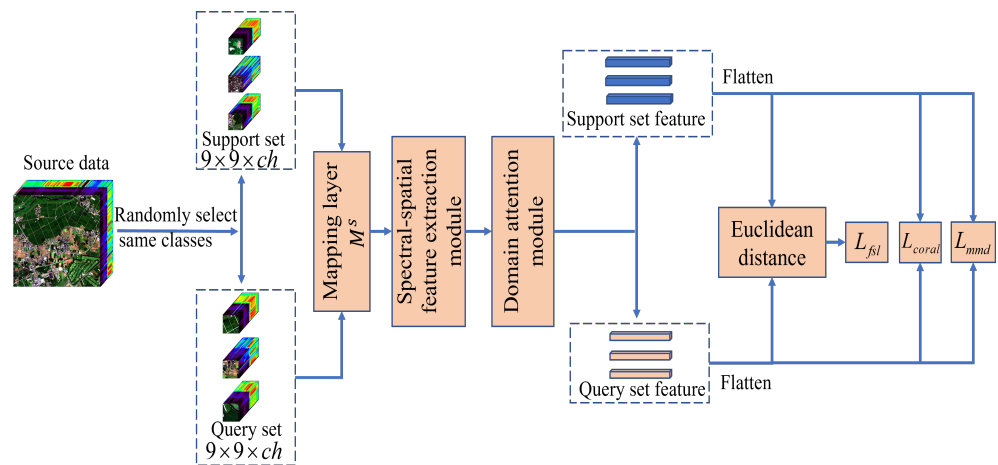 Source data
Randomly select
same classes
Support set
9×9×ch
Query set
9×9×ch
Mapping layer
M^s
Spectral-spatial
feature extraction
module
Domain attention
module
Support set feature
Query set feature
Flatten
Flatten
Euclidean
distance
L_fsl
L_coral
L_mmd